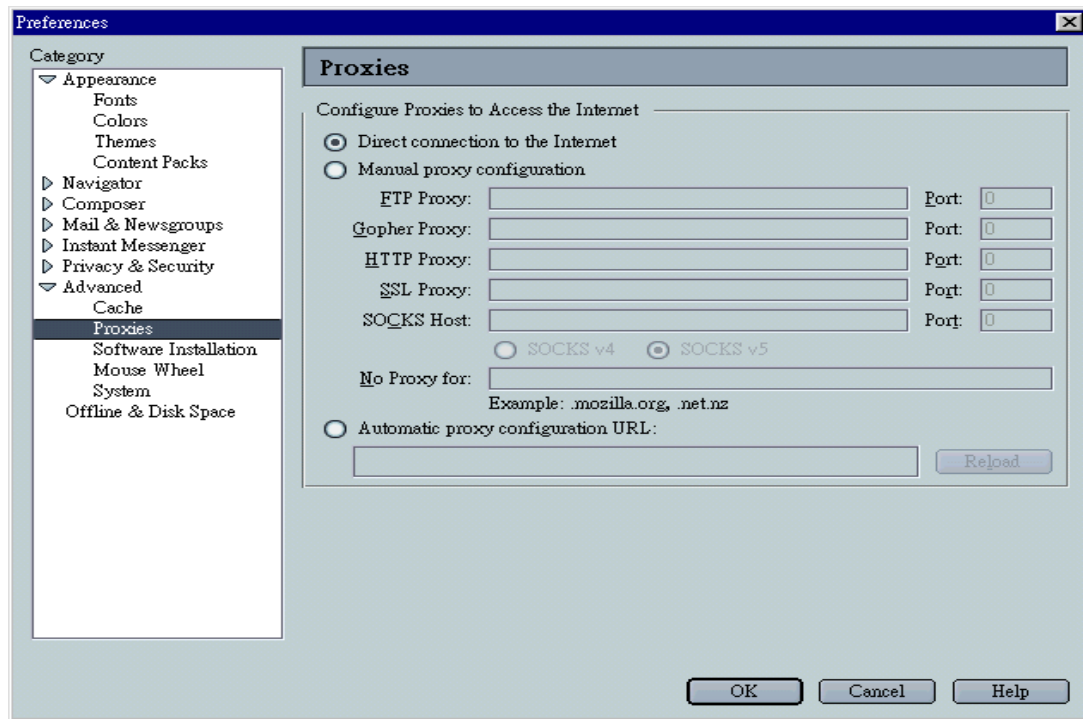 Preferences
Category
Appearance
Fonts
Colors
Themes
Content Packs
Navigator
Composer
Mail & Newsgroups
Instant Messenger
Privacy & Security
Advanced
Cache
Proxies
Software Installation
Mouse Wheel
System
Offline & Disk Space
Proxies
Configure Proxies to Access the Internet
Direct connection to the Internet
Manual proxy configuration
FTP Proxy: Port: 0
Gopher Proxy: Port: 0
HTTP Proxy: Port: 0
SSL Proxy: Port: 0
SOCKS Host: Port: 0
SOCKS v4 SOCKS v5
No Proxy for:
Example: .mozilla.org, .net.nz
Automatic proxy configuration URL:
Reload
OK Cancel Help